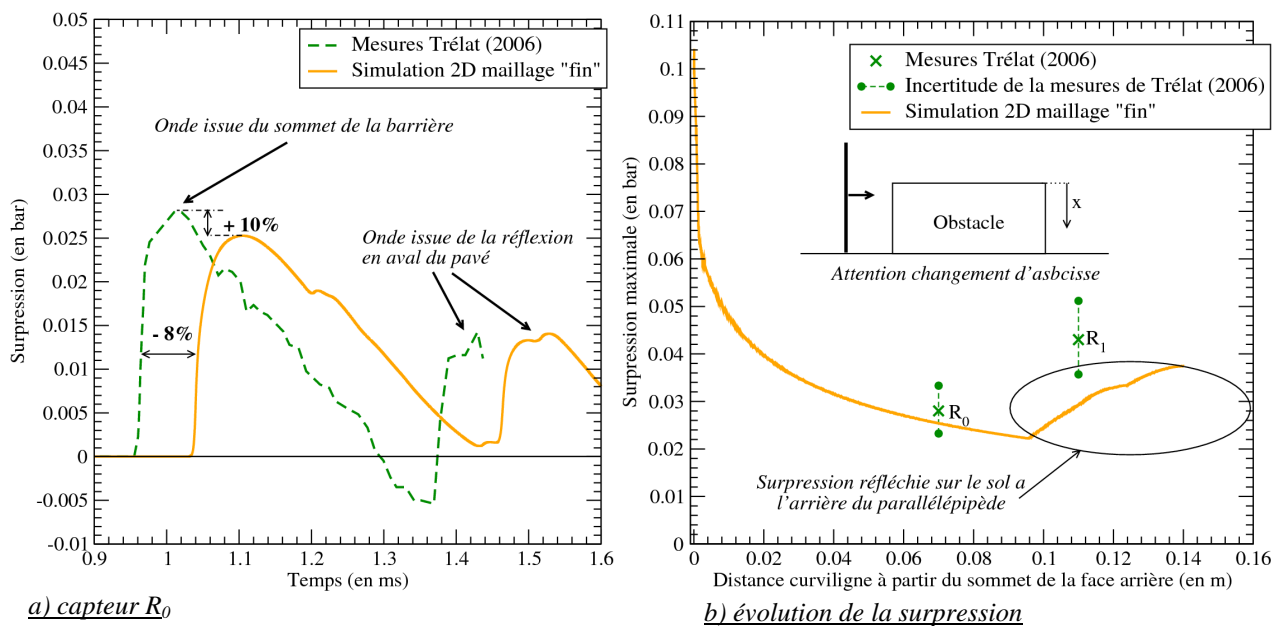 0.05
0.045
0.04
0.035
0.03
0.025
0.02
0.015
0.01
0.005
0
-0.005
-0.01
Surpression (en bar)
Mesures Trélat (2006)
Simulation 2D maillage "fin"
Onde issue du sommet de la barrière
+ 10%
Onde issue de la réflexion
en aval du pavé
- 8%
0.9 1 1.1 1.2 1.3 1.4 1.5 1.6
Temps (en ms)
a) capteur R0
0.11
0.1
0.09
0.08
0.07
0.06
0.05
0.04
0.03
0.02
0.01
0
Surpression maximale (en bar)
Mesures Trélat (2006)
Incertitude de la mesures de Trélat (2006)
Simulation 2D maillage "fin"
x
Obstacle
Attention changement d'asbcisse
R1
R0
Surpression réfléchie sur le sol a
l'arrière du parallélépipède
0 0.02 0.04 0.06 0.08 0.1 0.12 0.14 0.16
Distance curviligne à partir du sommet de la face arrière (en m)
b) évolution de la surpression